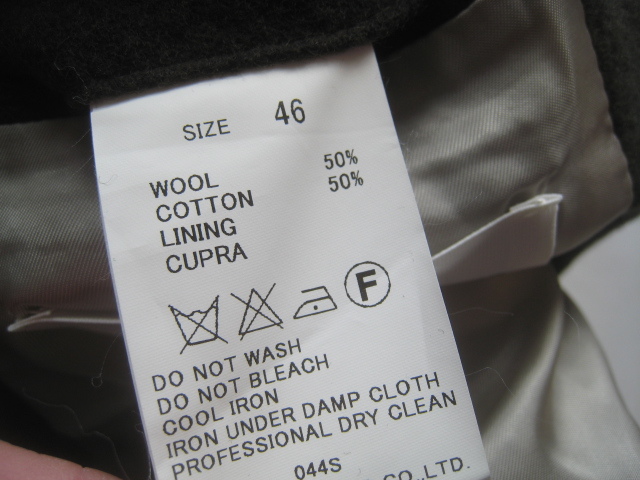 SIZE 46
WOOL 50%
COTTON 50%
LINING
CUPRA
F
DO NOT WASH
DO NOT BLEACH
COOL IRON
IRON UNDER DAMP CLOTH
PROFESSIONAL DRY CLEAN
044S
CO.,LTD.